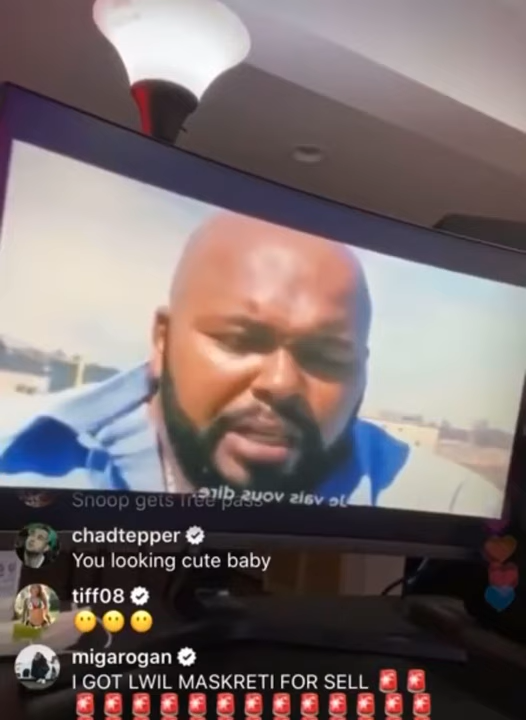 Je vais vous dire
Snoop gets free pass
chadtepper
You looking cute baby
tiff08
😶😶😶
migarogan
I GOT LWIL MASKRETI FOR SELL 🚨🚨
🚨🚨🚨🚨🚨🚨🚨🚨🚨🚨🚨🚨🚨